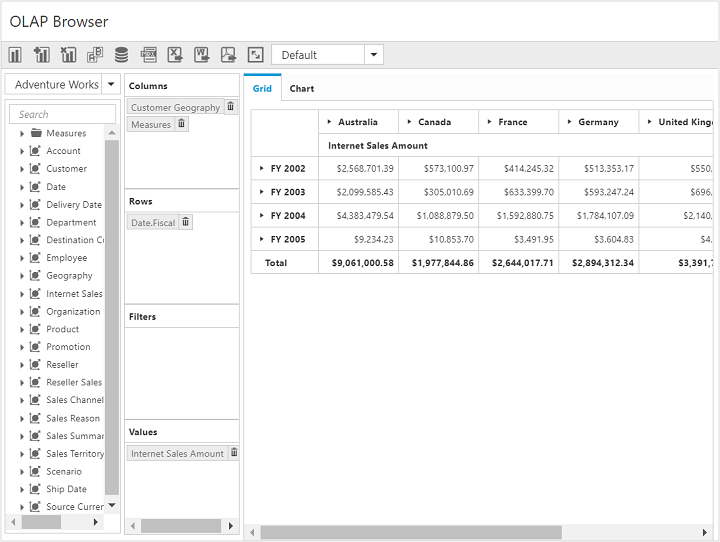 OLAP Browser
Default
Adventure Works
Search
Measures
Account
Customer
Date
Delivery Date
Department
Destination Cu
Employee
Geography
Internet Sales
Organization
Product
Promotion
Reseller
Reseller Sales
Sales Channel
Sales Reason
Sales Summar
Sales Territory
Scenario
Ship Date
Source Curren
Columns
Customer Geography
Measures
Rows
Date.Fiscal
Filters
Values
Internet Sales Amount
Grid Chart
Australia Canada France Germany United Kingd
Internet Sales Amount
FY 2002 $2,568,701.39 $573,100.97 $414,245.32 $513,353.17 $550,
FY 2003 $2,099,585.43 $305,010.69 $633,399.70 $593,247.24 $696,
FY 2004 $4,383,479.54 $1,088,879.50 $1,592,880.75 $1,784,107.09 $2,140,
FY 2005 $9,234.23 $10,853.70 $3,491.95 $3,604.83 $4,
Total $9,061,000.58 $1,977,844.86 $2,644,017.71 $2,894,312.34 $3,391,7